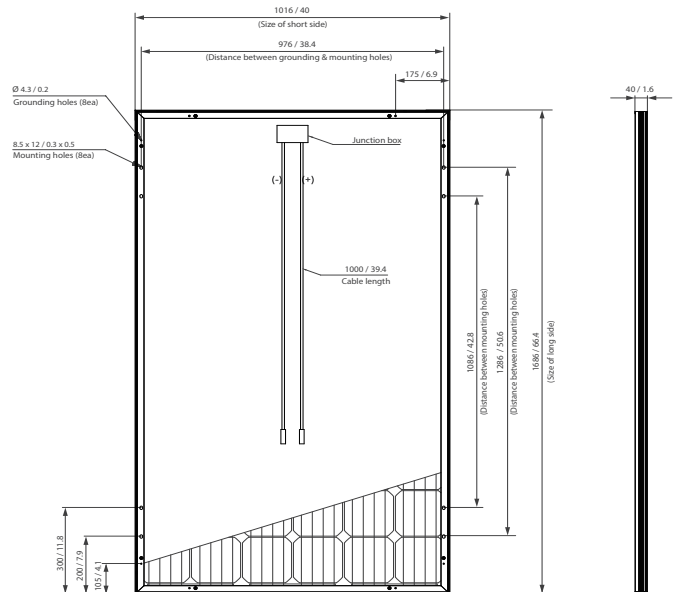 1016 / 40
(Size of short side)
976 / 38.4
(Distance between grounding & mounting holes)
175 / 6.9
40 / 1.6
Ø 4.3 / 0.2
Grounding holes (8ea)
8.5 x 12 / 0.3 x 0.5
Mounting holes (8ea)
Junction box
(-)
(+)
1000 / 39.4
Cable length
1086 / 42.8
(Distance between mounting holes)
1286 / 50.6
(Distance between mounting holes)
1686 / 66.4
(Size of long side)
300 / 11.8
200 / 7.9
105 / 4.1